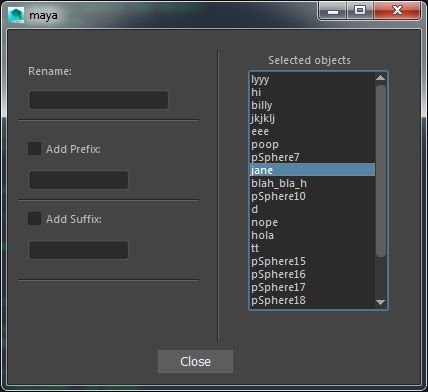 maya
Rename:
Add Prefix:
Add Suffix:
Selected objects
lyyy
hi
billy
jkjklj
eee
poop
pSphere7
jane
blah_bla_h
pSphere10
d
nope
hola
tt
pSphere15
pSphere16
pSphere17
pSphere18
Close